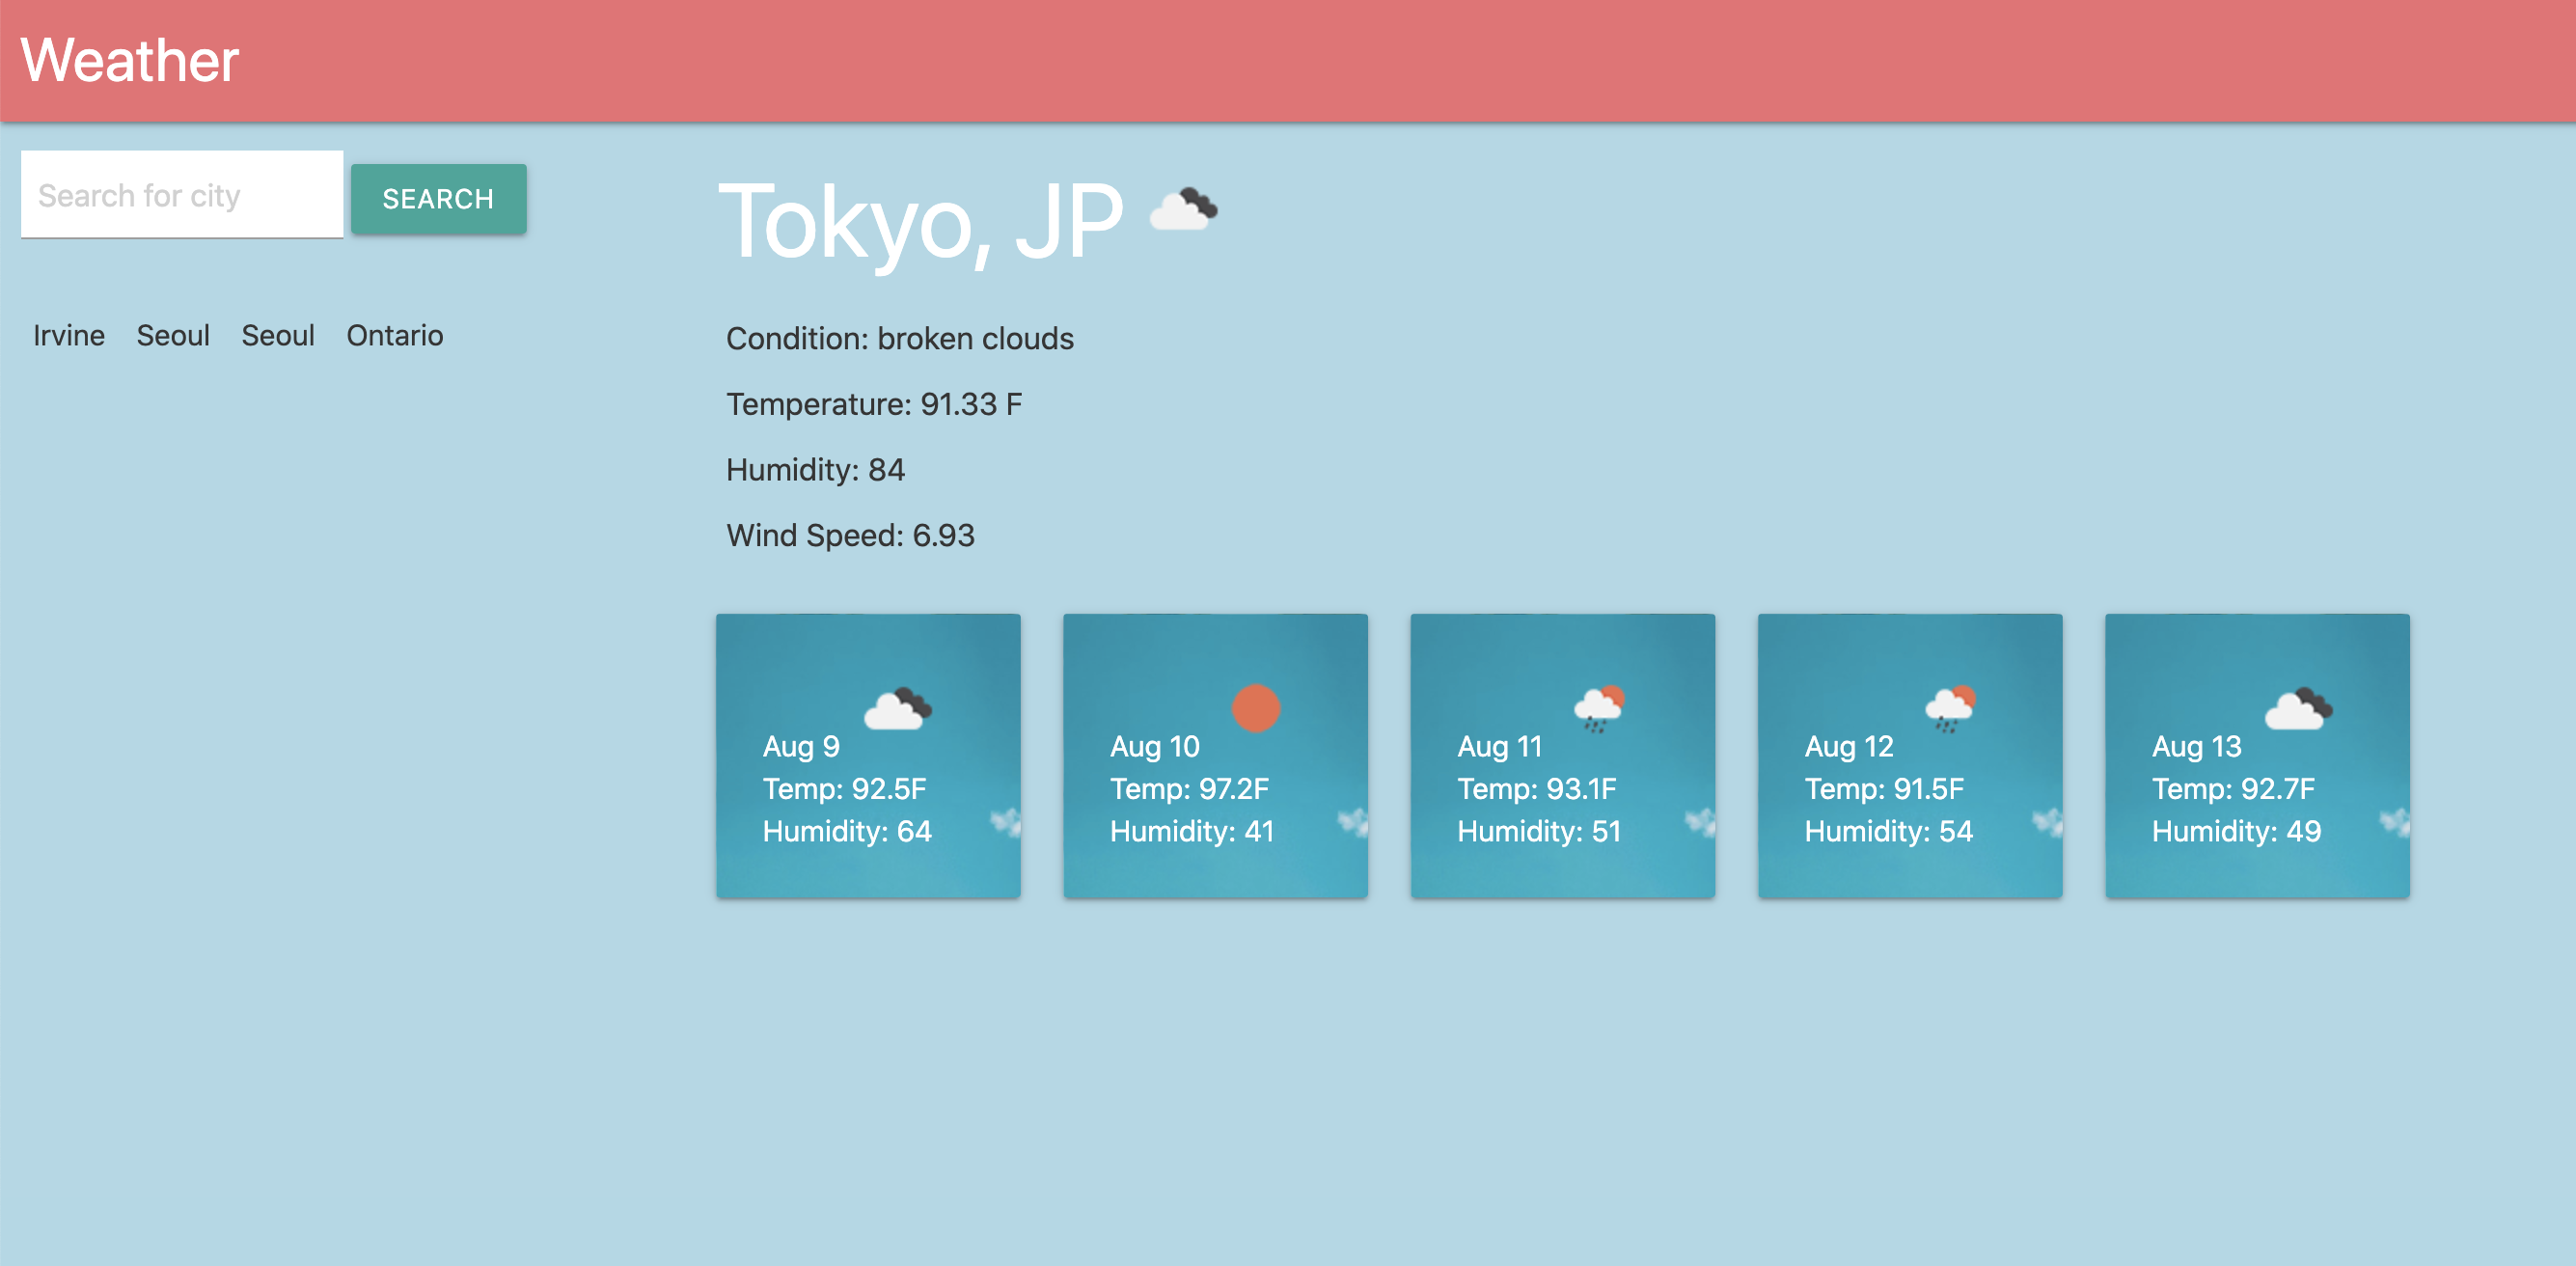 Weather
Search for city
SEARCH
Irvine Seoul Seoul Ontario
Tokyo, JP
Condition: broken clouds
Temperature: 91.33 F
Humidity: 84
Wind Speed: 6.93
Aug 9
Temp: 92.5F
Humidity: 64
Aug 10
Temp: 97.2F
Humidity: 41
Aug 11
Temp: 93.1F
Humidity: 51
Aug 12
Temp: 91.5F
Humidity: 54
Aug 13
Temp: 92.7F
Humidity: 49